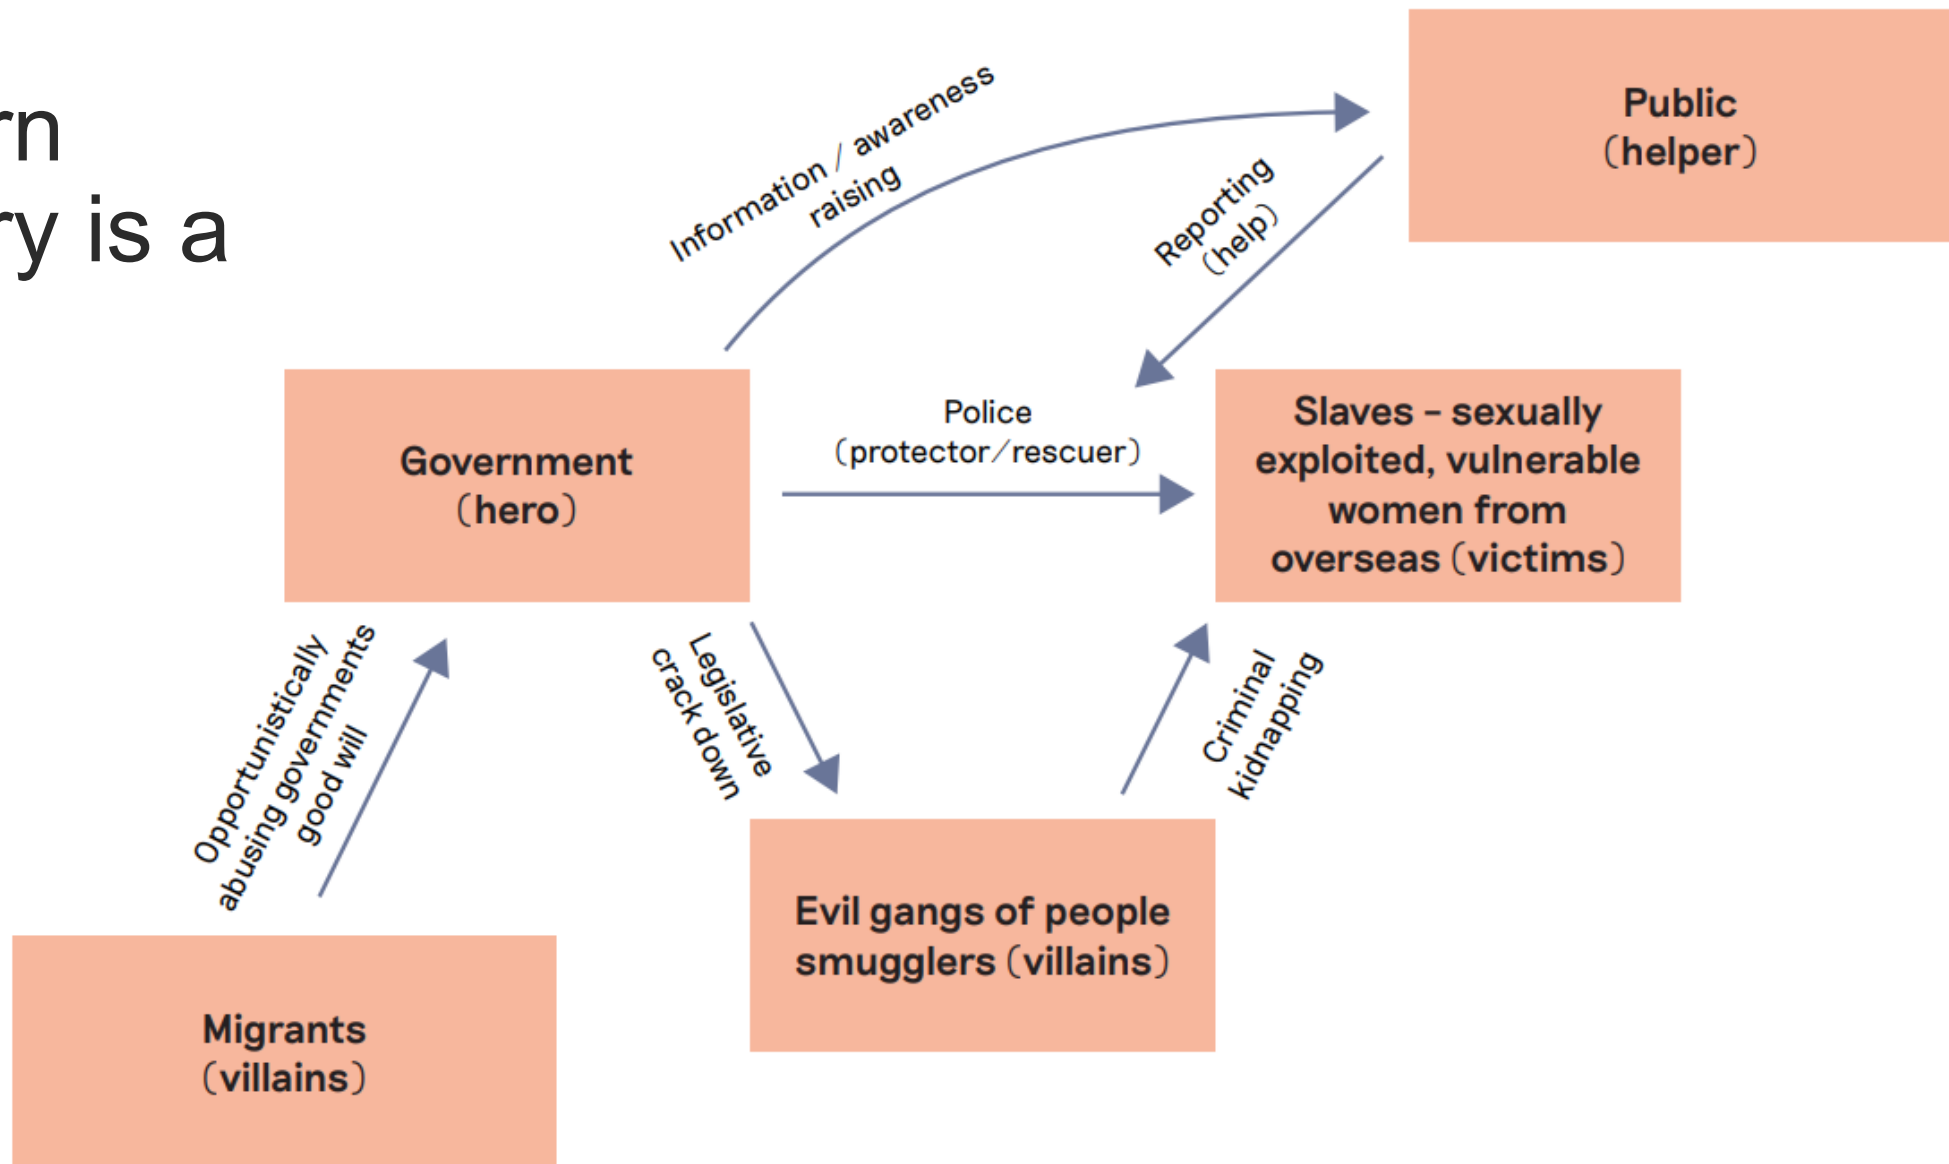 rn
ry is a
Information / awareness
raising
Public
(helper)
Reporting
(help)
Government
(hero)
Police
(protector/rescuer)
Slaves – sexually
exploited, vulnerable
women from
overseas (victims)
Opportunistically
abusing governments
good will
Legislative
crack down
Criminal
kidnapping
Evil gangs of people
smugglers (villains)
Migrants
(villains)